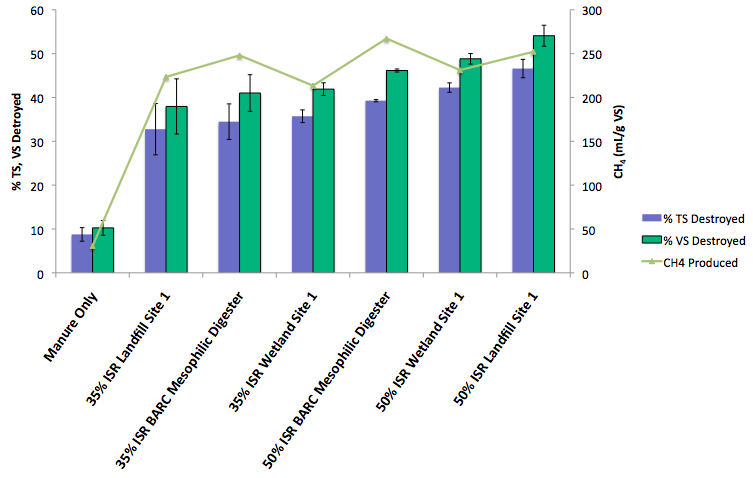 % TS, VS Detroyed
60
50
40
30
20
10
0
300
250
200
150
100
50
0
CH4 (mL/g VS)
Manure Only
35% ISR Landfill Site 1
35% ISR BARC Mesophilic Digester
35% ISR Wetland Site 1
50% ISR BARC Mesophilic Digester
50% ISR Wetland Site 1
50% ISR Landfill Site 1
% TS Destroyed
% VS Destroyed
CH4 Produced